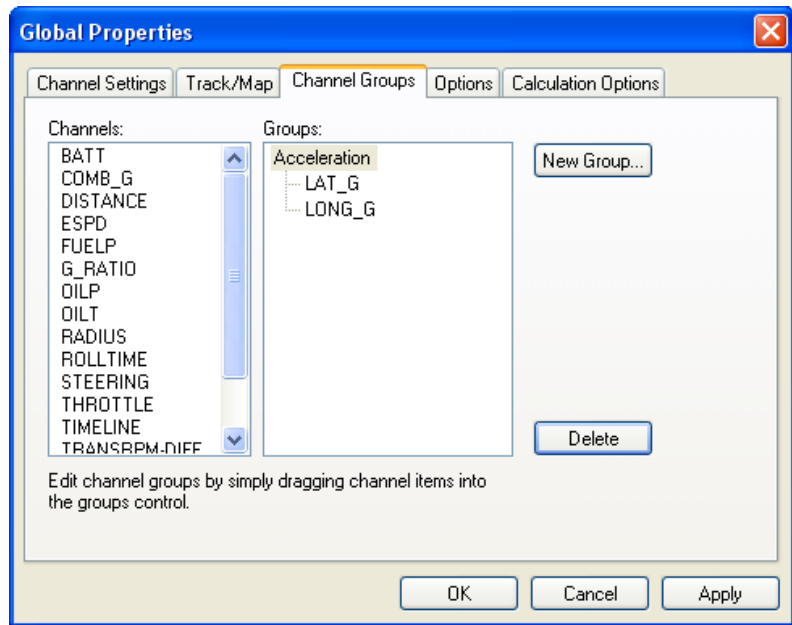 Global Properties
Channel Settings
Track/Map
Channel Groups
Options
Calculation Options
Channels:
BATT
COMB_G
DISTANCE
ESPD
FUELP
G_RATIO
OILP
OILT
RADIUS
ROLLTIME
STEERING
THROTTLE
TIMELINE
TRANSRPM-DIFF
Groups:
Acceleration
LAT_G
LONG_G
New Group...
Delete
Edit channel groups by simply dragging channel items into
the groups control.
OK
Cancel
Apply